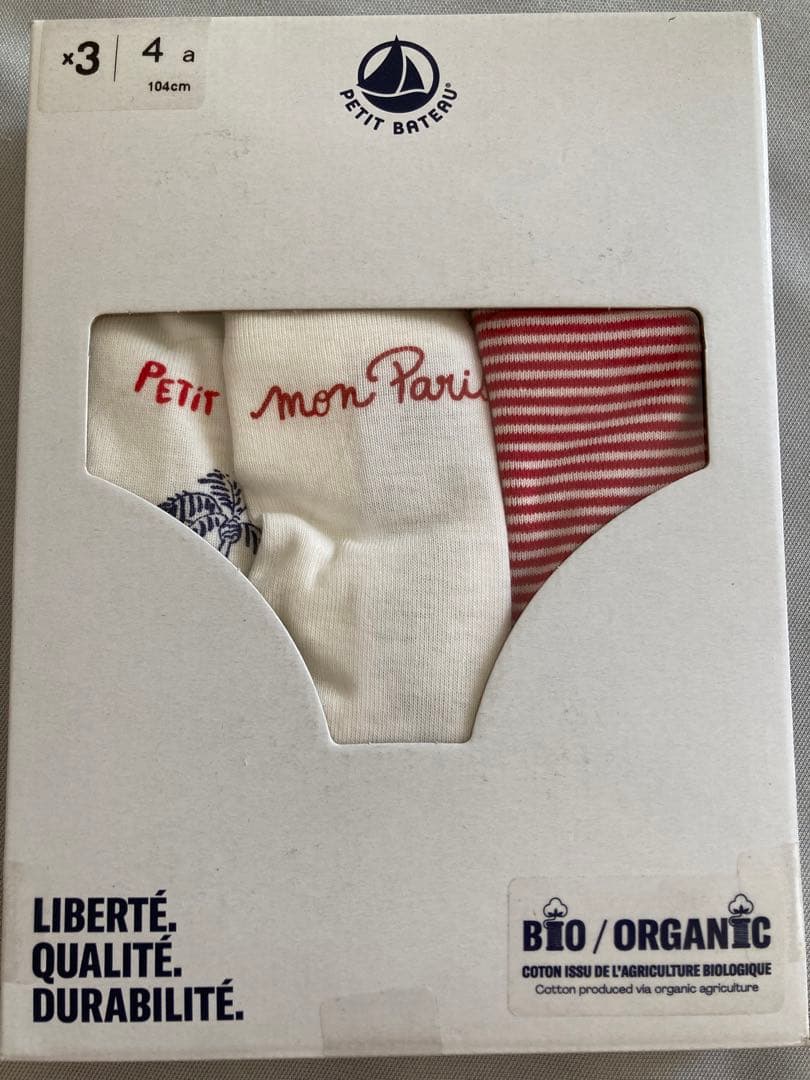 x3 | 4 a
104cm
PETIT BATEAU®
PETIT
mon Paris
LIBERTÉ.
QUALITÉ.
DURABILITÉ.
BIO / ORGANIC
COTON ISSU DE L'AGRICULTURE BIOLOGIQUE
Cotton produced via organic agriculture